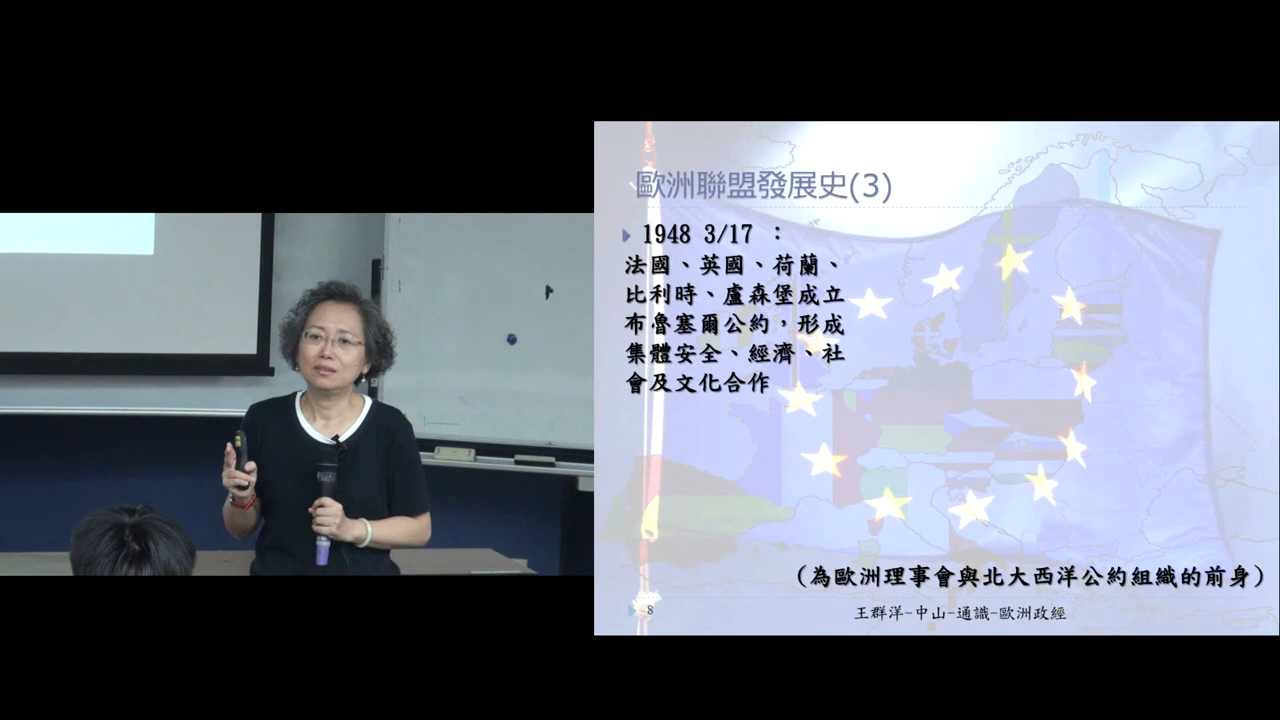 歐洲聯盟發展史(3)
1948 3/17 :
法國、英國、荷蘭、
比利時、盧森堡成立
布魯塞爾公約,形成
集體安全、經濟、社
會及文化合作
(為歐洲理事會與北大西洋公約組織的前身)
8
王群洋-中山-通識-歐洲政經